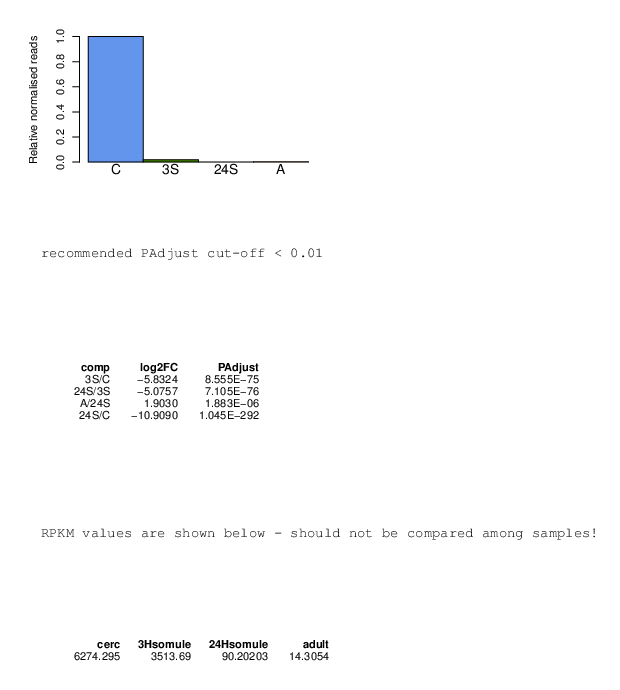 Relative normalised reads
1.0
0.8
0.6
0.4
0.2
0.0
C 3S 24S A
recommended PAdjust cut-off < 0.01
comp log2FC PAdjust
3S/C −5.8324 8.555E−75
24S/3S −5.0757 7.105E−76
A/24S 1.9030 1.883E−06
24S/C −10.9090 1.045E−292
RPKM values are shown below - should not be compared among samples!
cerc 3Hsomule 24Hsomule adult
6274.295 3513.69 90.20203 14.3054